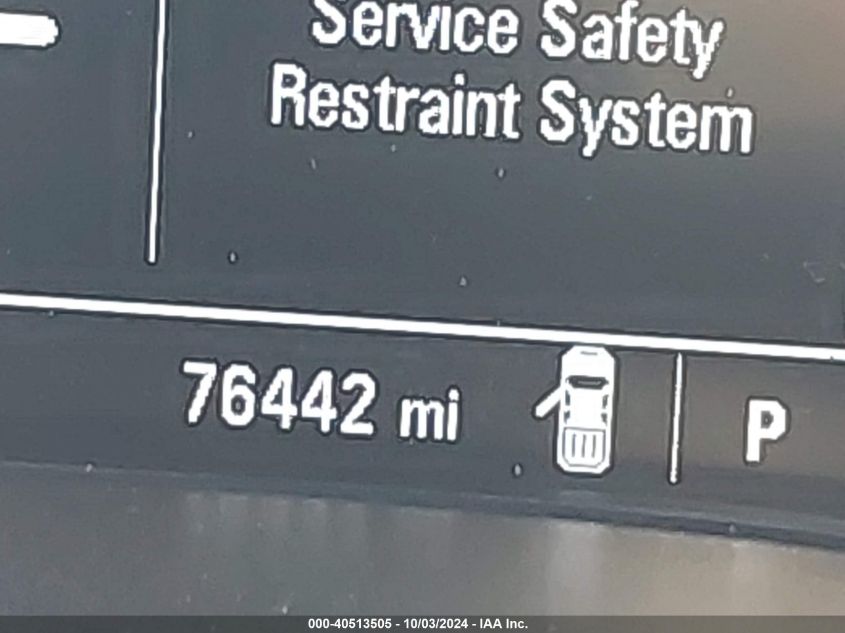 Service Safety
Restraint System
76442 mi
P
000-40513505 - 10/03/2024 - IAA Inc.